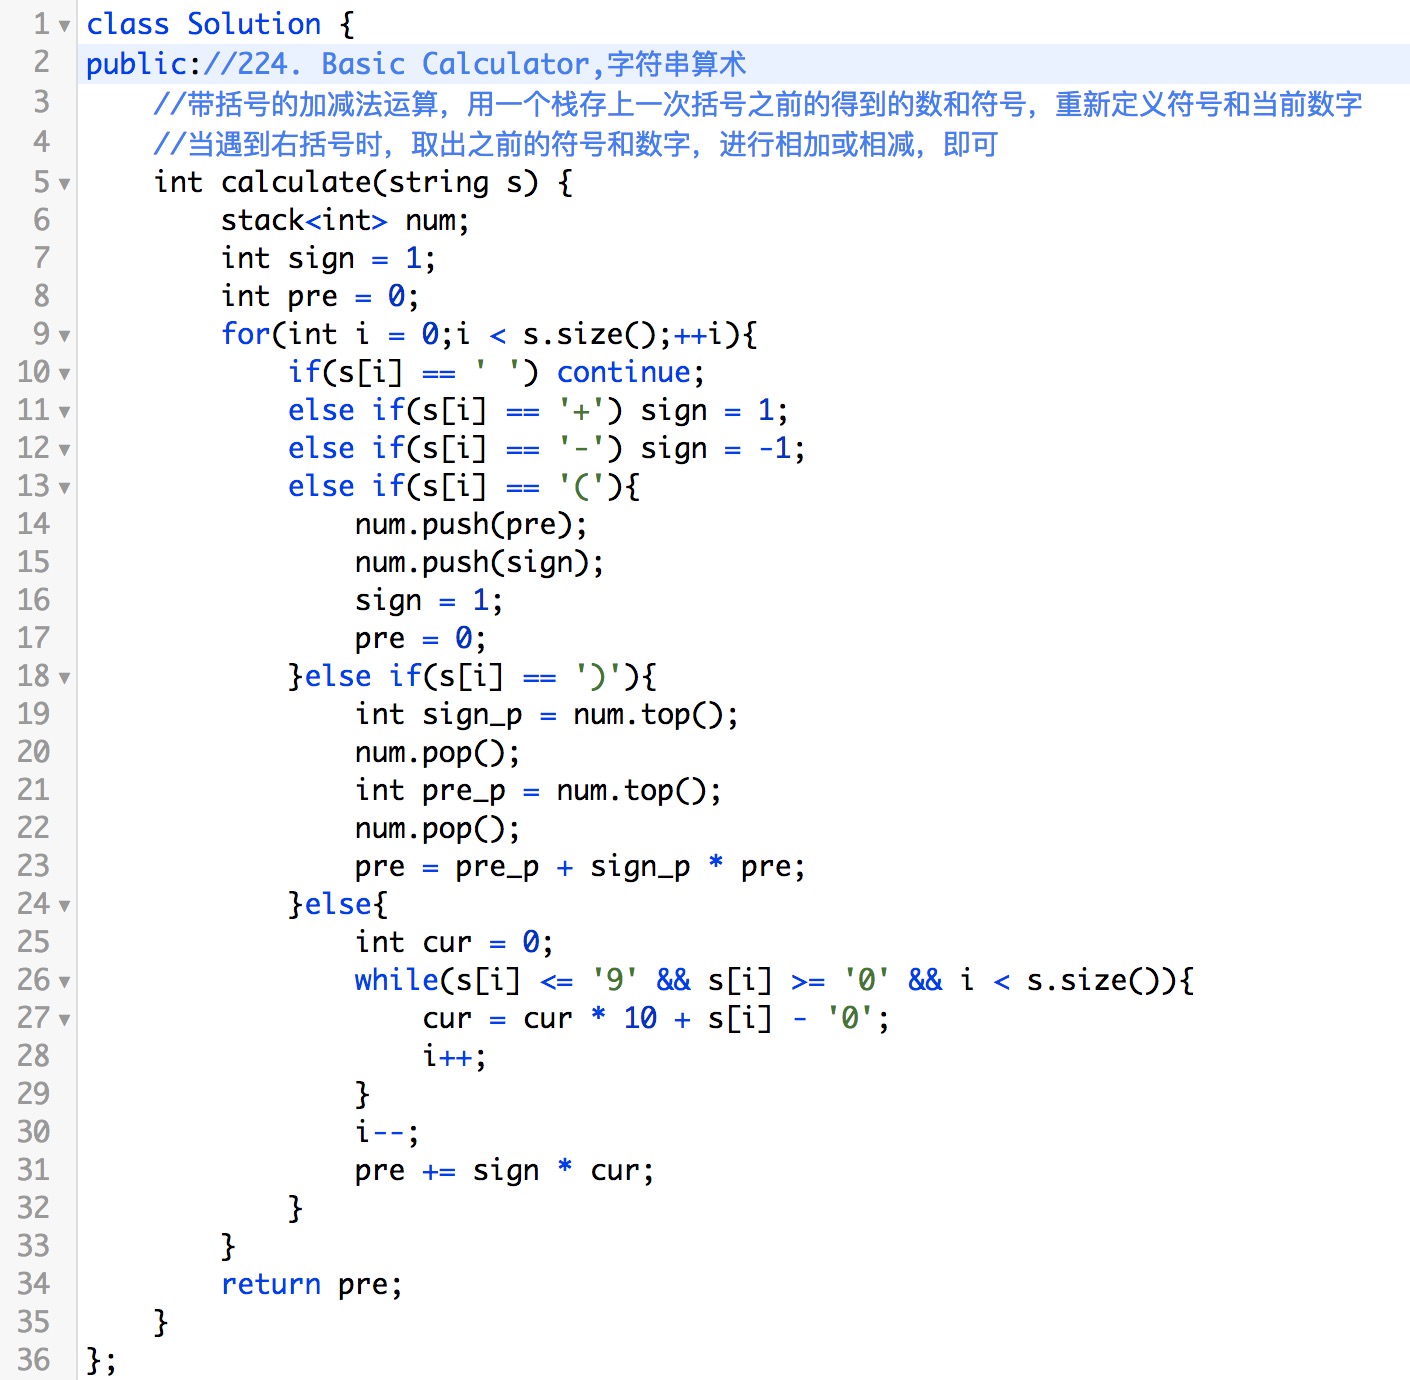 1 class Solution {
2 public://224. Basic Calculator,字符串算术
3     //带括号的加减法运算，用一个栈存上一次括号之前的得到的数和符号，重新定义符号和当前数字
4     //当遇到右括号时，取出之前的符号和数字，进行相加或相减，即可
5     int calculate(string s) {
6         stack<int> num;
7         int sign = 1;
8         int pre = 0;
9         for(int i = 0;i < s.size();++i){
10             if(s[i] == ' ') continue;
11             else if(s[i] == '+') sign = 1;
12             else if(s[i] == '-') sign = -1;
13             else if(s[i] == '('){
14                 num.push(pre);
15                 num.push(sign);
16                 sign = 1;
17                 pre = 0;
18             }else if(s[i] == ')'){
19                 int sign_p = num.top();
20                 num.pop();
21                 int pre_p = num.top();
22                 num.pop();
23                 pre = pre_p + sign_p * pre;
24             }else{
25                 int cur = 0;
26                 while(s[i] <= '9' && s[i] >= '0' && i < s.size()){
27                     cur = cur * 10 + s[i] - '0';
28                     i++;
29                 }
30                 i--;
31                 pre += sign * cur;
32             }
33         }
34         return pre;
35     }
36 };